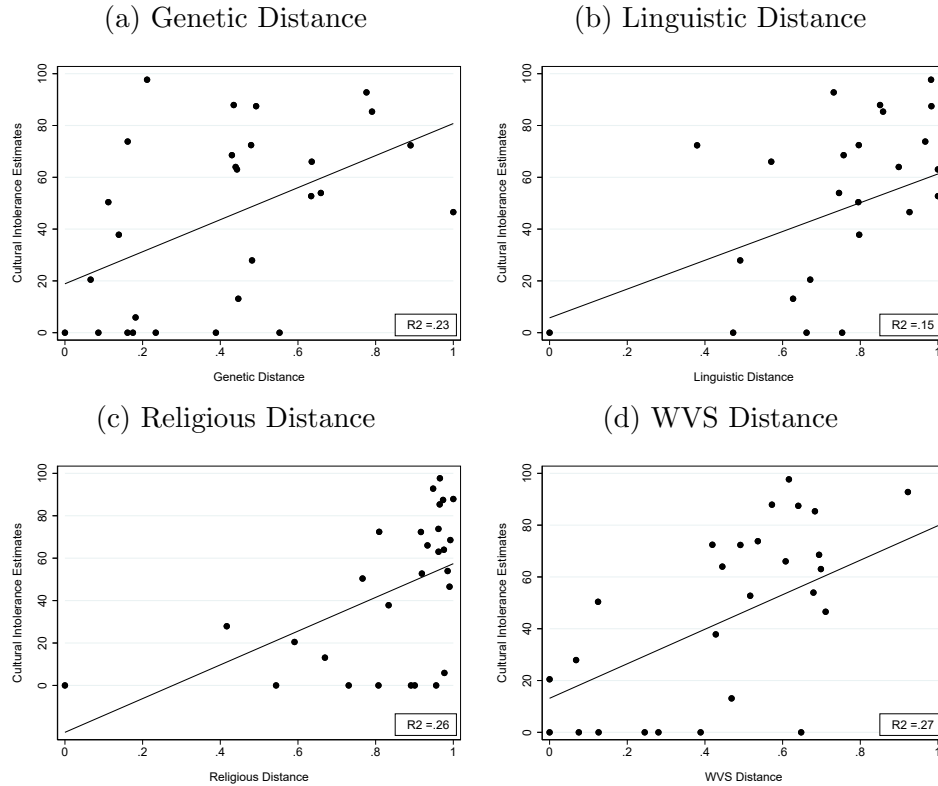 (a) Genetic Distance
(b) Linguistic Distance
Cultural Intolerance Estimates
100
80
60
40
20
0
R2 =.23
0 .2 .4 .6 .8 1
Genetic Distance
Cultural Intolerance Estimates
100
80
60
40
20
0
R2 =.15
0 .2 .4 .6 .8 1
Linguistic Distance
(c) Religious Distance
(d) WVS Distance
Cultural Intolerance Estimates
100
80
60
40
20
0
R2 =.26
0 .2 .4 .6 .8 1
Religious Distance
Cultural Intolerance Estimates
100
80
60
40
20
0
R2 =.27
0 .2 .4 .6 .8 1
WVS Distance